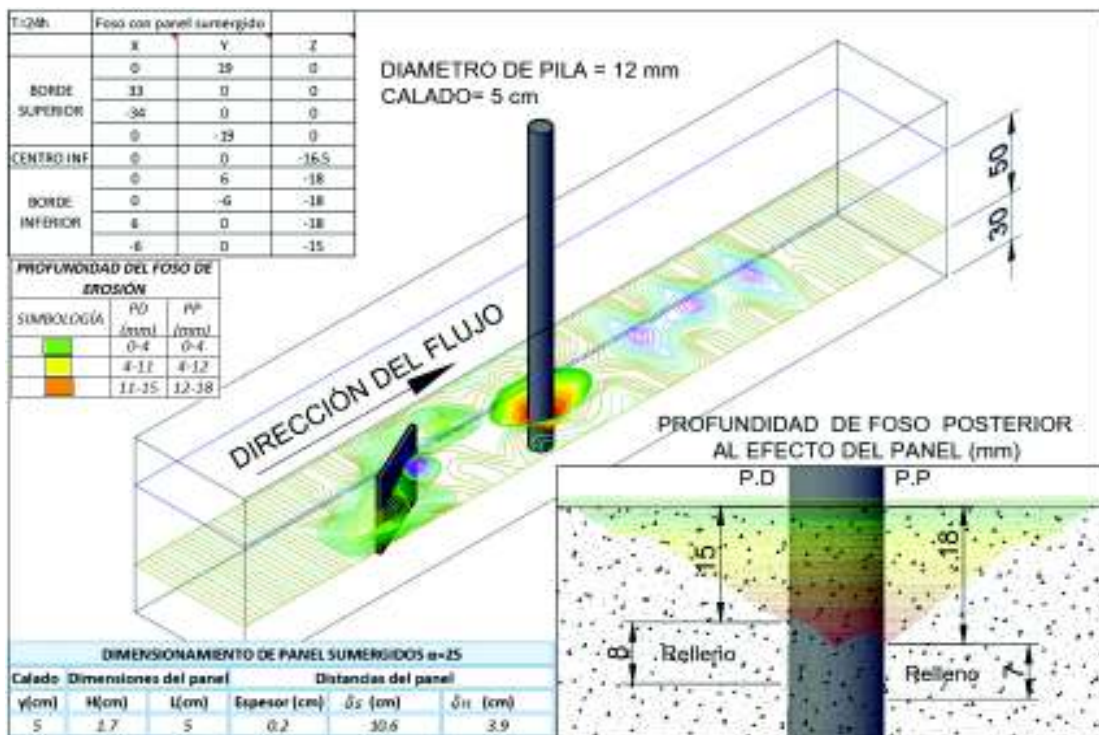 T=24h Foso con panel sumergido
X Y Z
BORDE SUPERIOR
0 19 0
33 0 0
-34 0 0
0 -19 0
CENTRO INF 0 0 -16.5
BORDE INFERIOR
0 6 -18
0 -6 -18
6 0 -18
-6 0 -15
DIAMETRO DE PILA = 12 mm
CALADO= 5 cm
50
30
PROFUNDIDAD DEL FOSO DE
EROSIÓN
SIMBOLOGÍA PD (mm) PP (mm)
0-4 0-4
4-11 4-12
11-15 12-18
DIRECCIÓN DEL FLUJO
PROFUNDIDAD DE FOSO POSTERIOR
AL EFECTO DEL PANEL (mm)
P.D P.P
15 18
8 Relleno Relleno 7
DIMENSIONAMIENTO DE PANEL SUMERGIDOS α=25
Calado Dimensiones del panel Distancias del panel
y(cm) H(cm) L(cm) Espesor (cm) δs (cm) δn (cm)
5 1.7 5 0.2 10.6 3.9